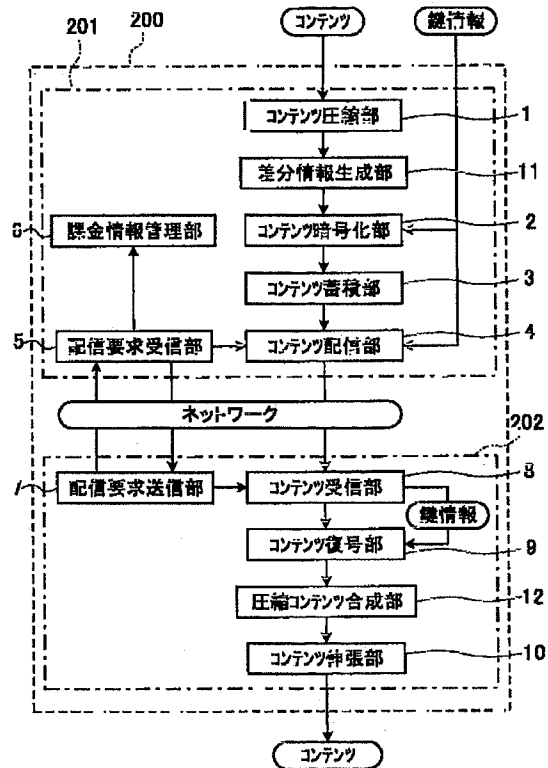 コンテンツ
鍵情報
200
201
コンテンツ圧縮部
1
差分情報生成部
11
コンテンツ暗号化部
2
課金情報管理部
コンテンツ蓄積部
3
5
配信要求受信部
コンテンツ配信部
4
ネットワーク
202
配信要求送信部
コンテンツ受信部
8
鍵情報
コンテンツ復号部
9
圧縮コンテンツ合成部
12
コンテンツ伸張部
10
コンテンツ